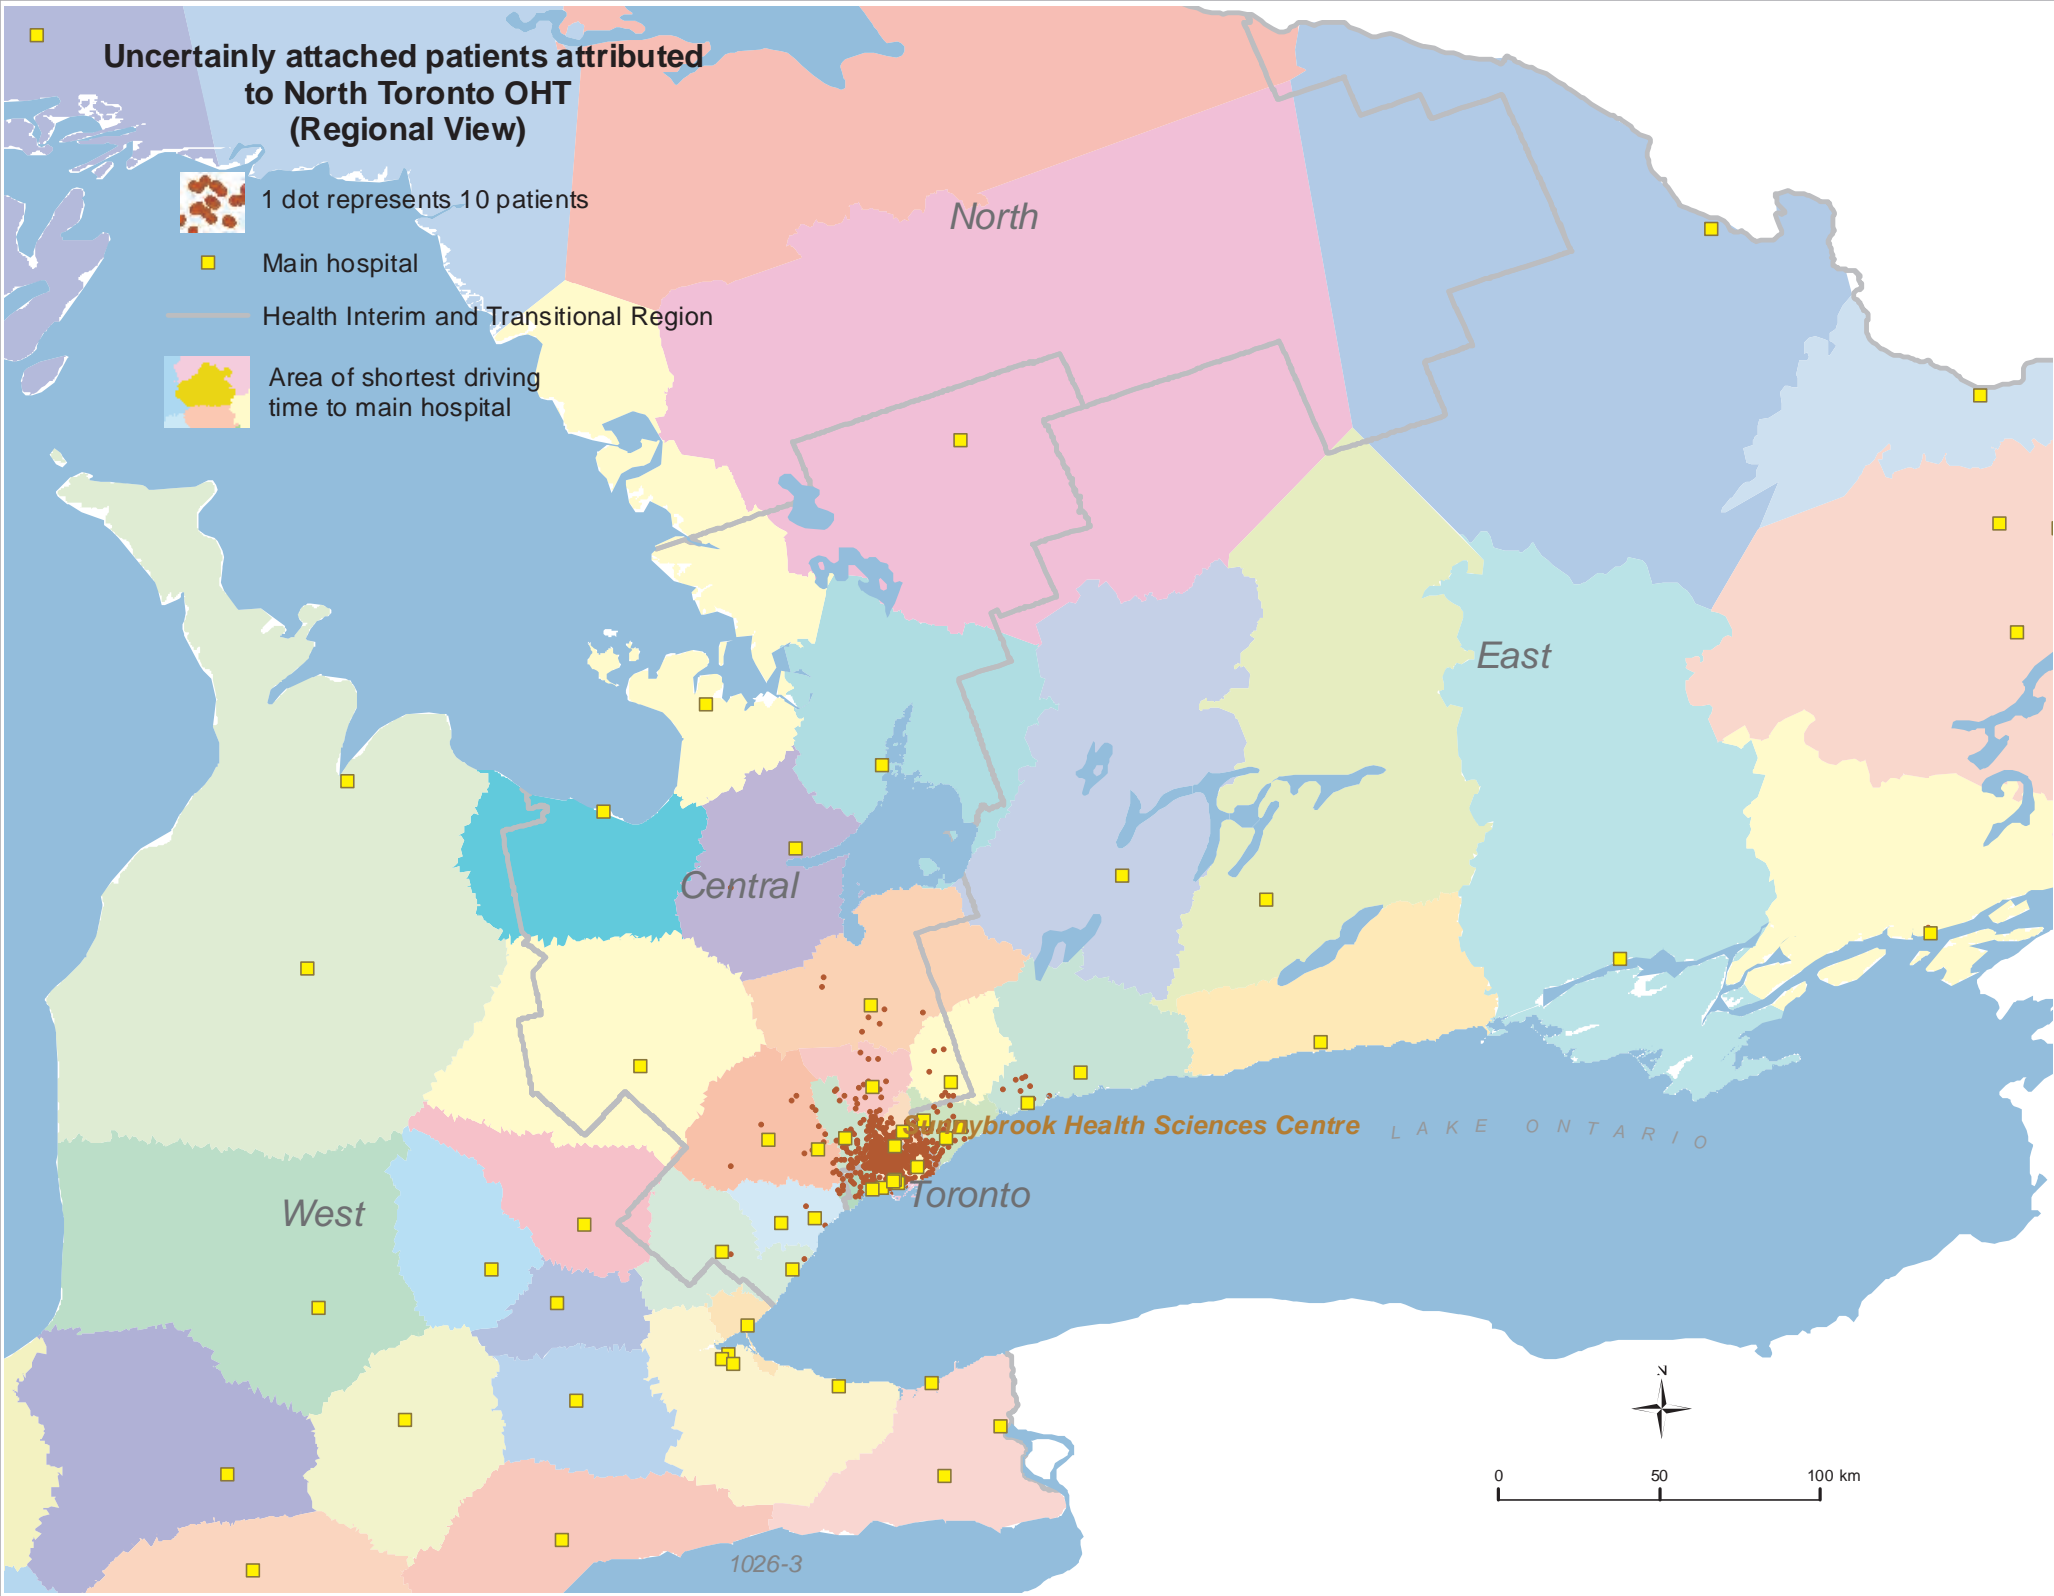 Uncertainly attached patients attributed
to North Toronto OHT
(Regional View)
1 dot represents 10 patients
Main hospital
Health Interim and Transitional Region
Area of shortest driving
time to main hospital
North
East
Central
Sunnybrook Health Sciences Centre
LAKE ONTARIO
Toronto
West
N
0 50 100 km
1026-3